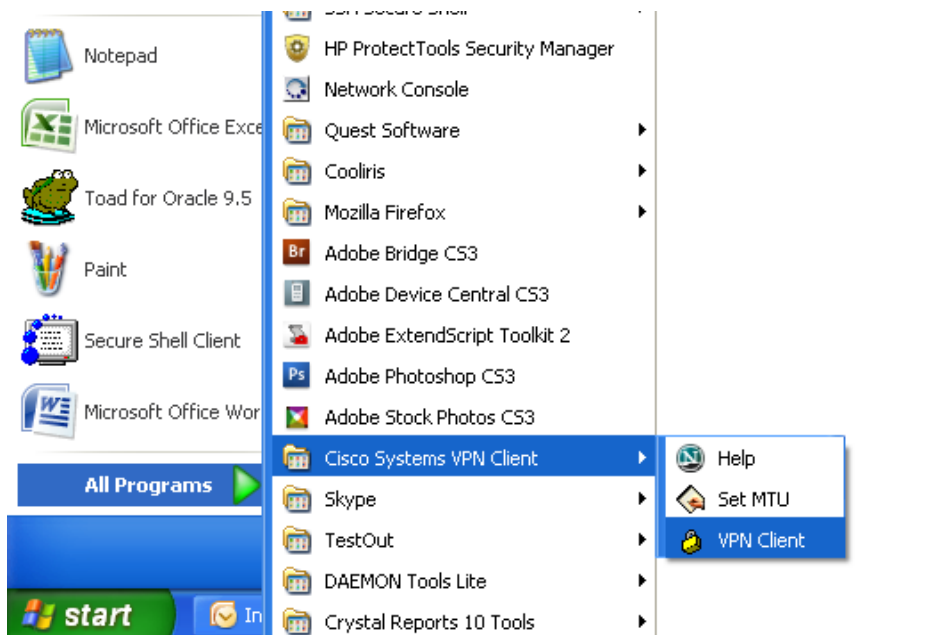 Notepad
Microsoft Office Exce
Toad for Oracle 9.5
Paint
Secure Shell Client
Microsoft Office Wor
All Programs
start
In
HP ProtectTools Security Manager
Network Console
Quest Software
Cooliris
Mozilla Firefox
Br
Adobe Bridge CS3
Adobe Device Central CS3
Adobe ExtendScript Toolkit 2
Ps
Adobe Photoshop CS3
Adobe Stock Photos CS3
Cisco Systems VPN Client
Skype
TestOut
DAEMON Tools Lite
Crystal Reports 10 Tools
Help
Set MTU
VPN Client